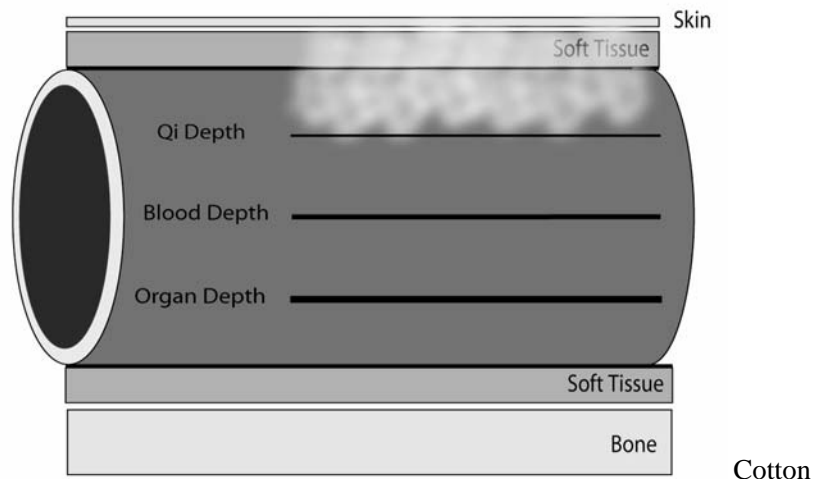 Skin
Soft Tissue
Qi Depth
Blood Depth
Organ Depth
Soft Tissue
Bone
Cotton